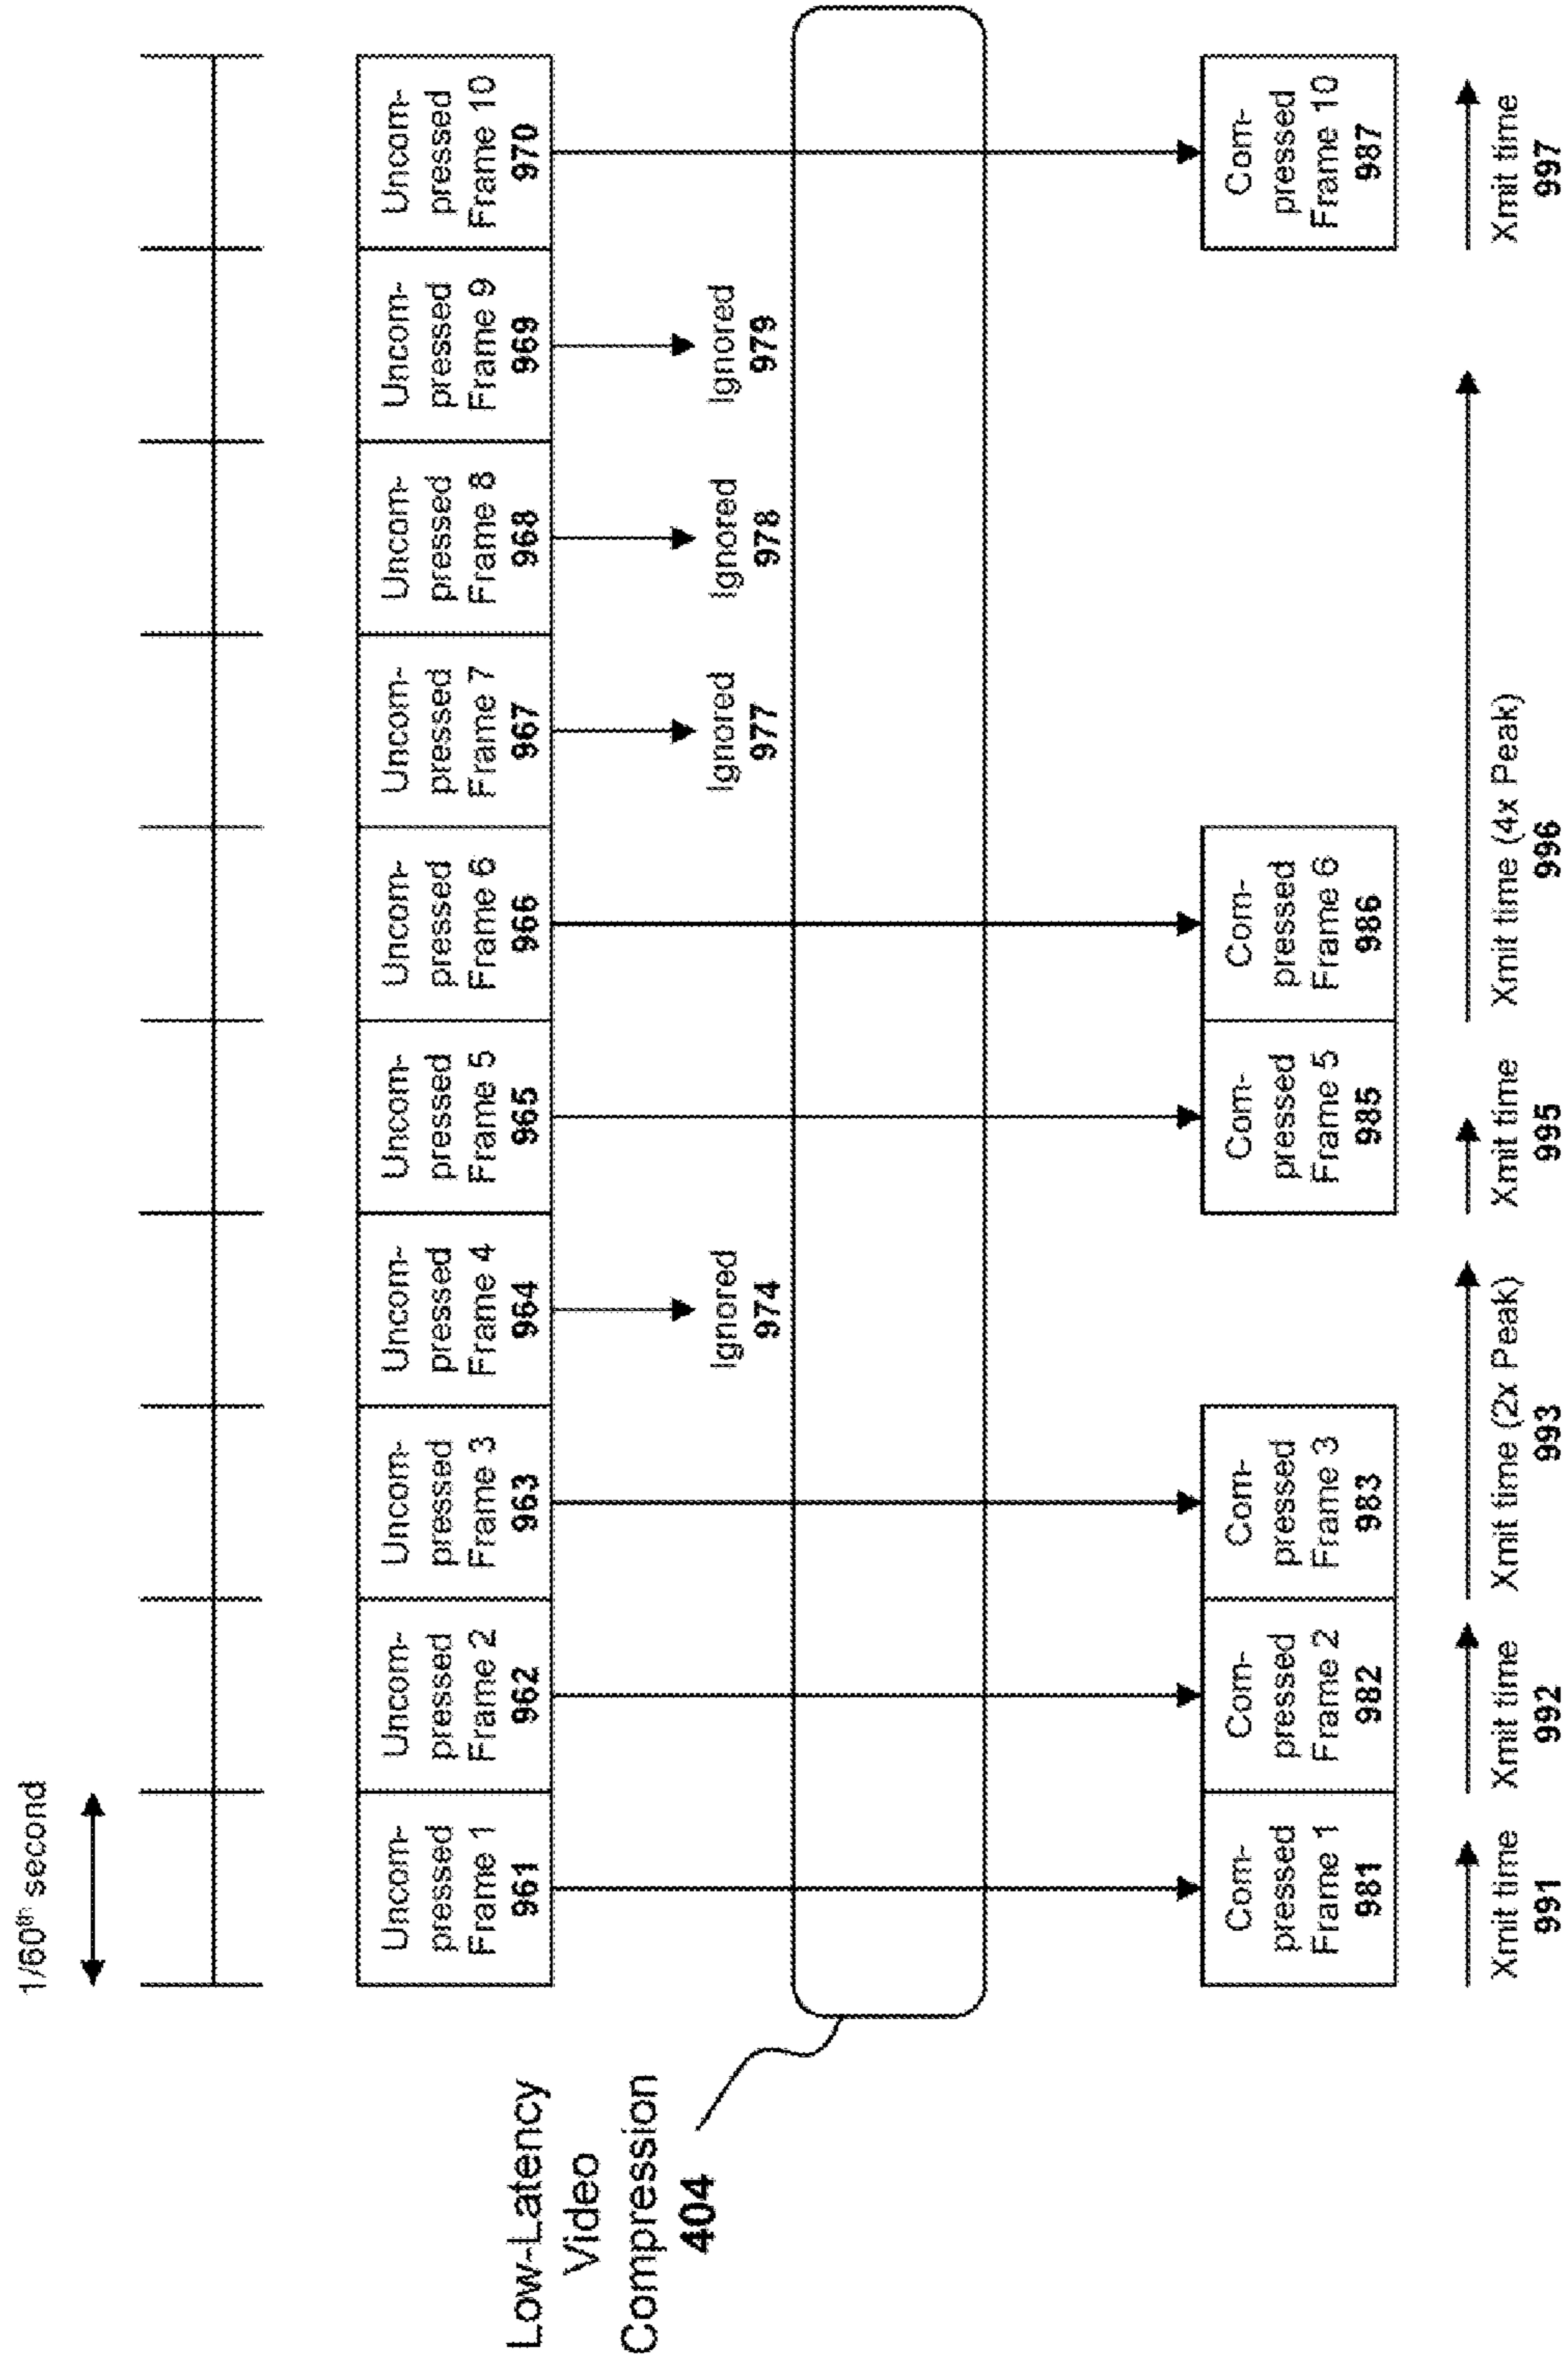 1/60th second
Uncom-
pressed
Frame 1
961
Uncom-
pressed
Frame 2
962
Uncom-
pressed
Frame 3
963
Uncom-
pressed
Frame 4
964
Uncom-
pressed
Frame 5
965
Uncom-
pressed
Frame 6
966
Uncom-
pressed
Frame 7
967
Uncom-
pressed
Frame 8
968
Uncom-
pressed
Frame 9
969
Uncom-
pressed
Frame 10
970
Ignored
974
Ignored
977
Ignored
978
Ignored
979
Low-Latency
Video
Compression
404
Com-
pressed
Frame 1
981
Com-
pressed
Frame 2
982
Com-
pressed
Frame 3
983
Com-
pressed
Frame 5
985
Com-
pressed
Frame 6
986
Com-
pressed
Frame 10
987
Xmit time
991
Xmit time
992
Xmit time (2x Peak)
993
Xmit time
995
Xmit time (4x Peak)
996
Xmit time
997